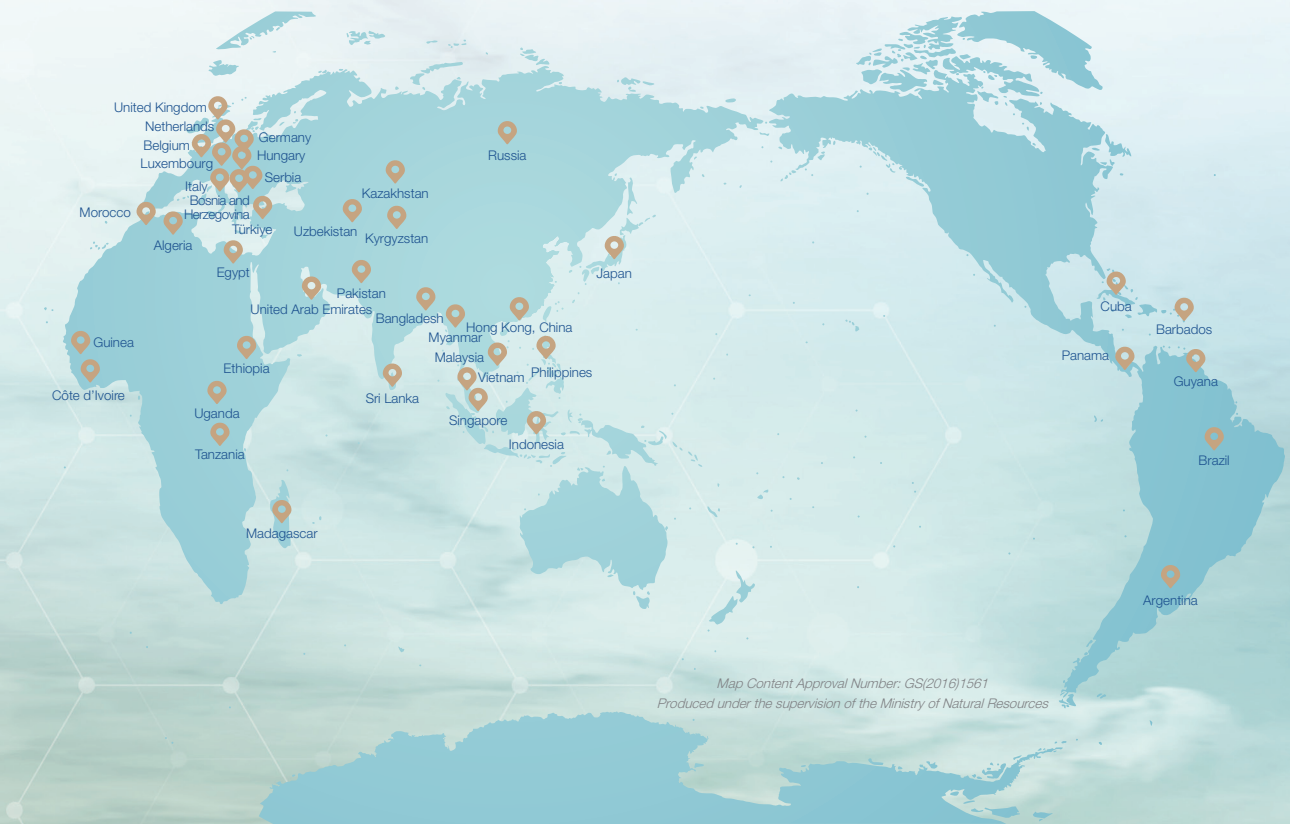 United Kingdom
Netherlands
Germany
Belgium
Hungary
Luxembourg
Russia
Serbia
Italy
Kazakhstan
Bosnia and
Herzegovina
Morocco
Türkiye
Uzbekistan
Kyrgyzstan
Algeria
Egypt
Japan
Pakistan
United Arab Emirates
Bangladesh
Hong Kong, China
Myanmar
Cuba
Barbados
Guinea
Malaysia
Panama
Ethiopia
Vietnam
Philippines
Guyana
Côte d'Ivoire
Sri Lanka
Uganda
Singapore
Indonesia
Tanzania
Brazil
Madagascar
Argentina
Map Content Approval Number: GS(2016)1561
Produced under the supervision of the Ministry of Natural Resources